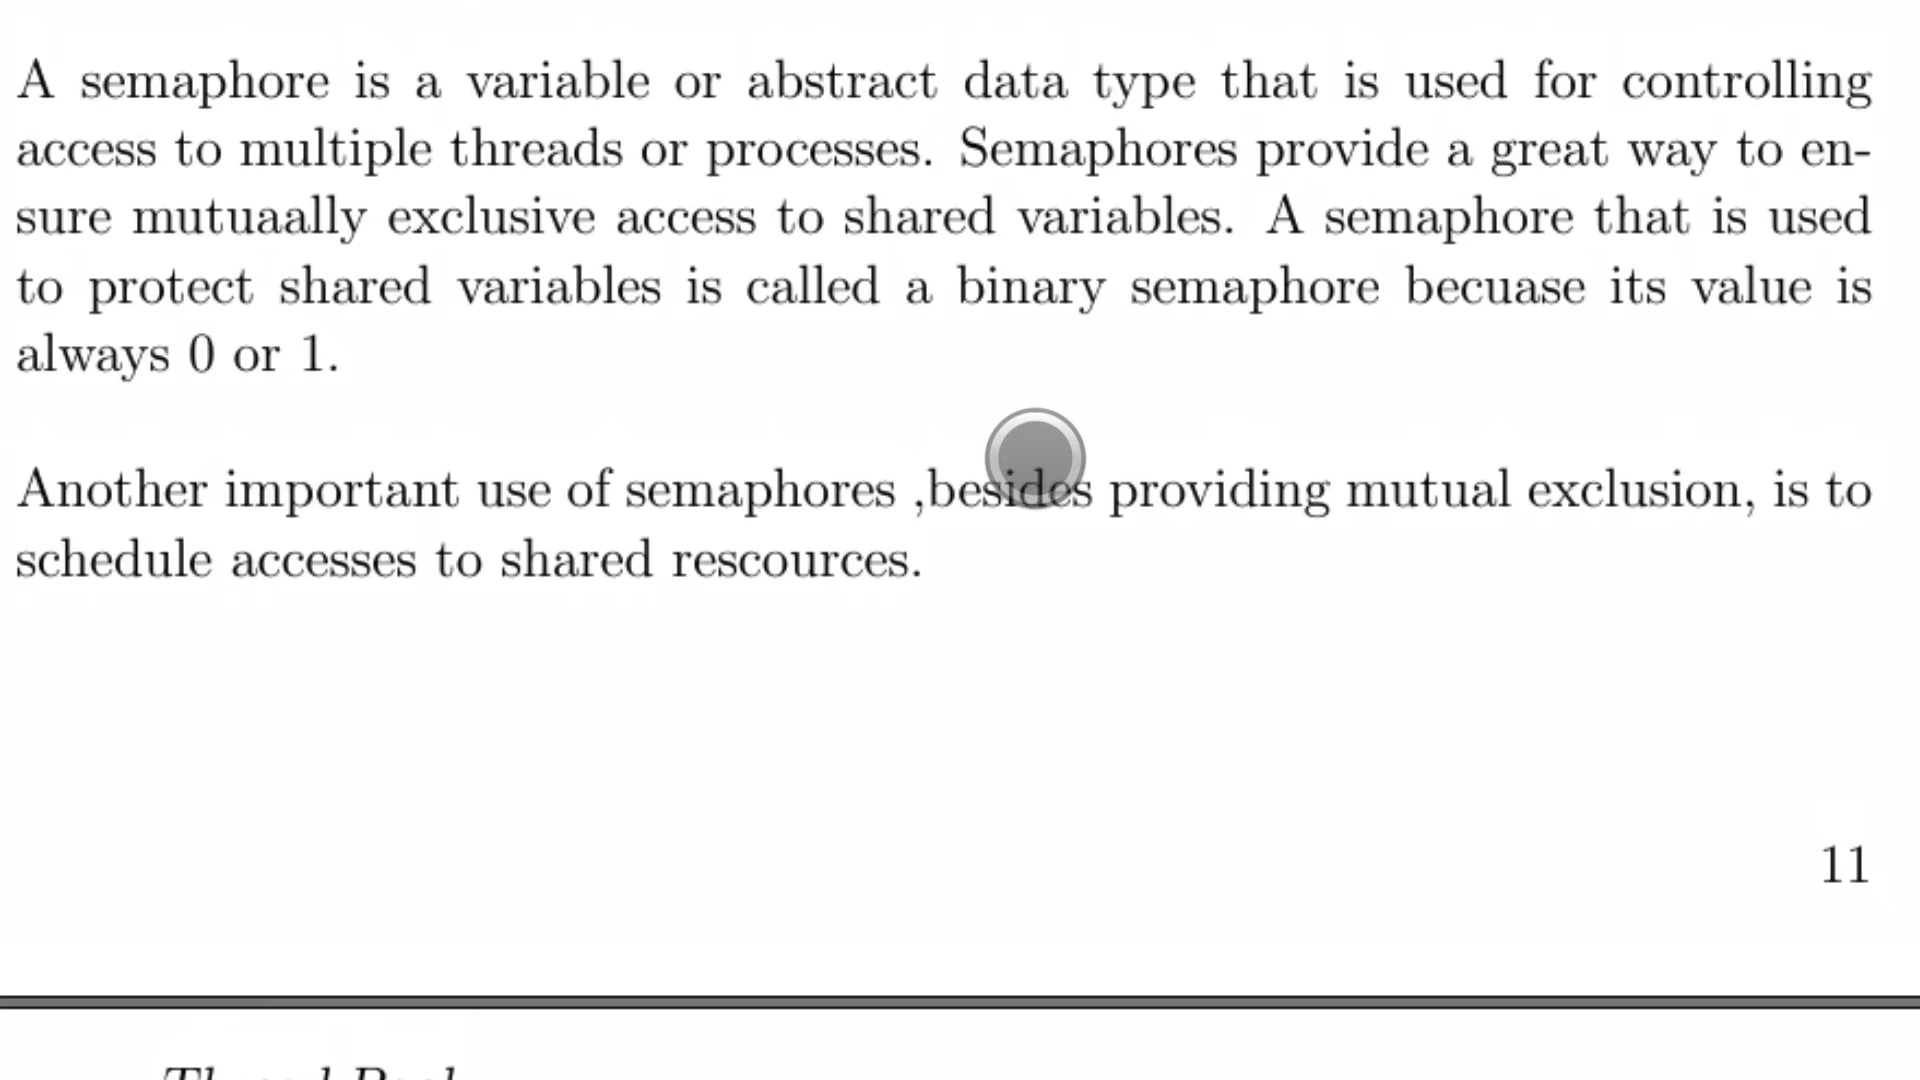 A semaphore is a variable or abstract data type that is used for controlling
access to multiple threads or processes. Semaphores provide a great way to en-
sure mutuaally exclusive access to shared variables. A semaphore that is used
to protect shared variables is called a binary semaphore becuase its value is
always 0 or 1.
Another important use of semaphores ,besides providing mutual exclusion, is to
schedule accesses to shared rescources.
11
Thread Pool